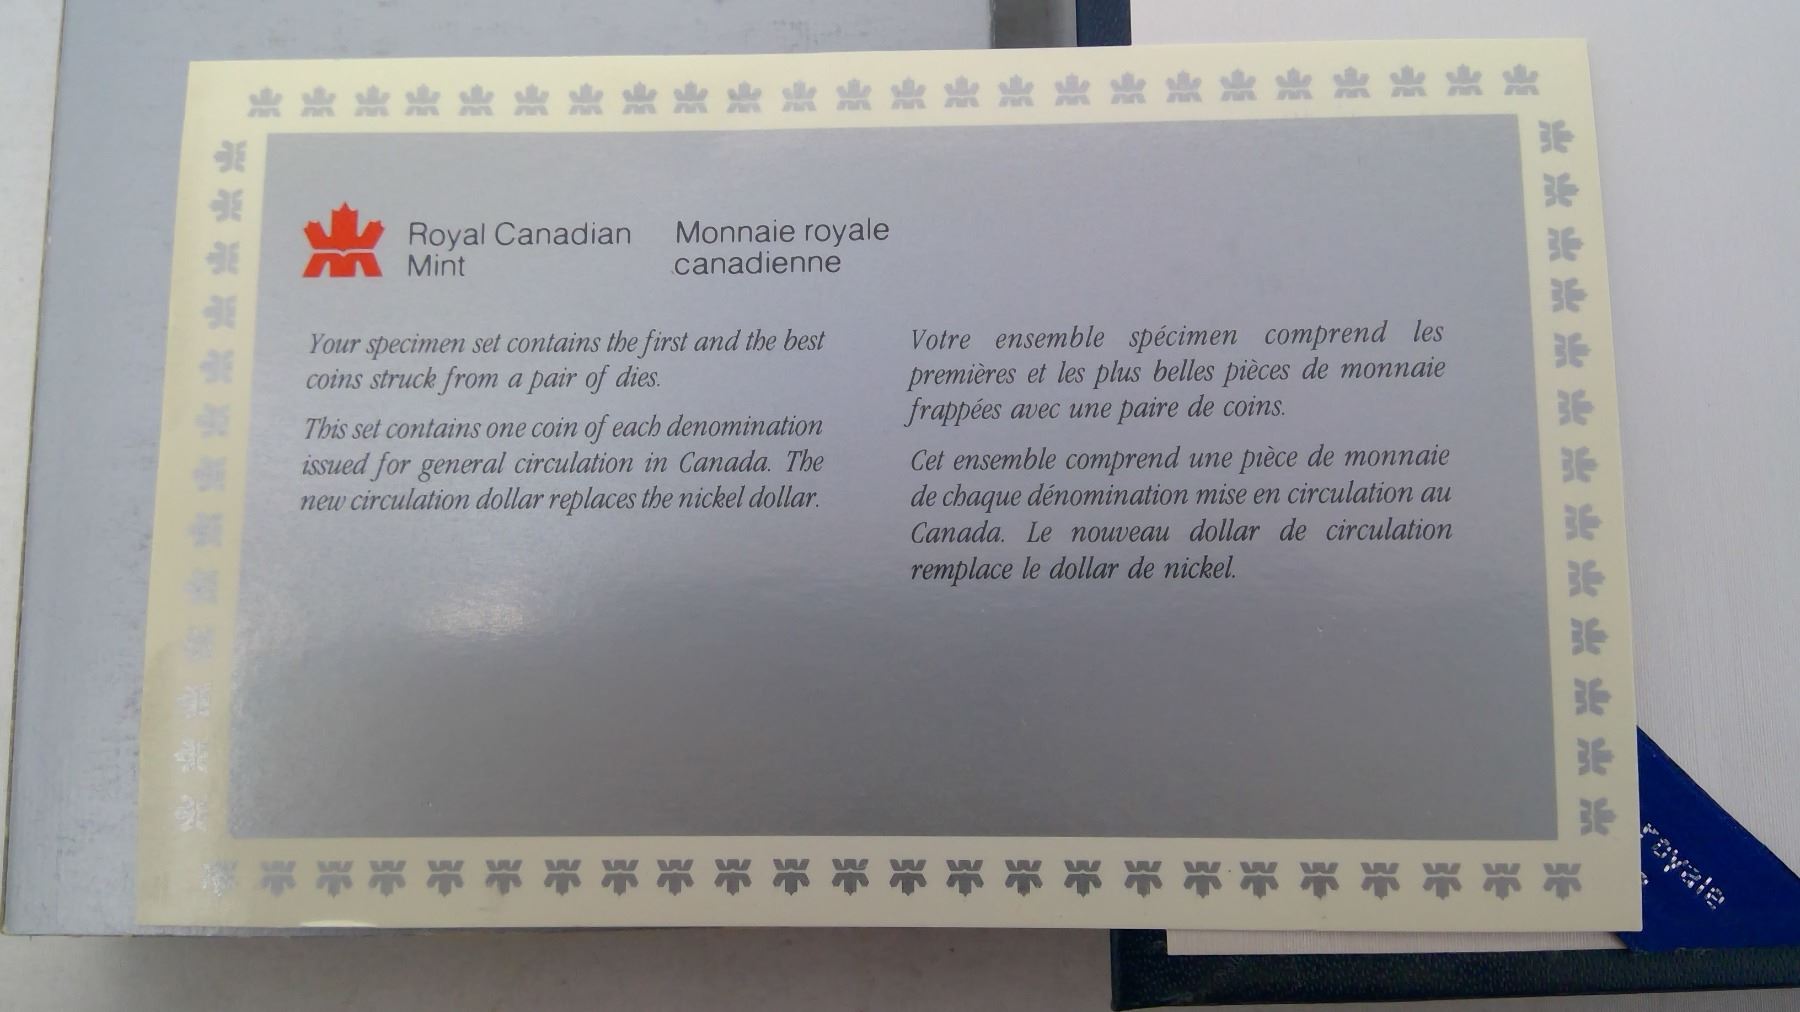 Royal Canadian
Mint
Monnaie royale
canadienne
Your specimen set contains the first and the best
coins struck from a pair of dies.
This set contains one coin of each denomination
issued for general circulation in Canada. The
new circulation dollar replaces the nickel dollar.
Votre ensemble spécimen comprend les
premières et les plus belles pièces de monnaie
frappées avec une paire de coins.
Cet ensemble comprend une pièce de monnaie
de chaque dénomination mise en circulation au
Canada. Le nouveau dollar de circulation
remplace le dollar de nickel.
royale